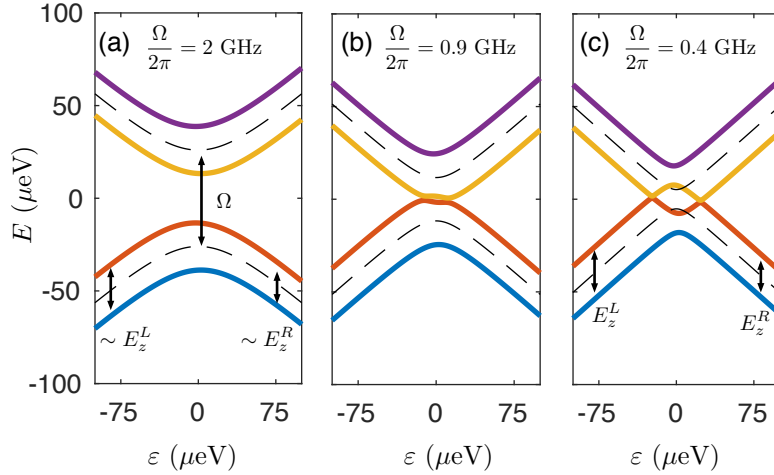 (a) Ω/2π = 2 GHz
(b) Ω/2π = 0.9 GHz
(c) Ω/2π = 0.4 GHz
100
50
0
-50
-100
E (μeV)
Ω
∼ E_z^L
∼ E_z^R
E_z^L
E_z^R
-75 0 75
-75 0 75
-75 0 75
ε (μeV)
ε (μeV)
ε (μeV)